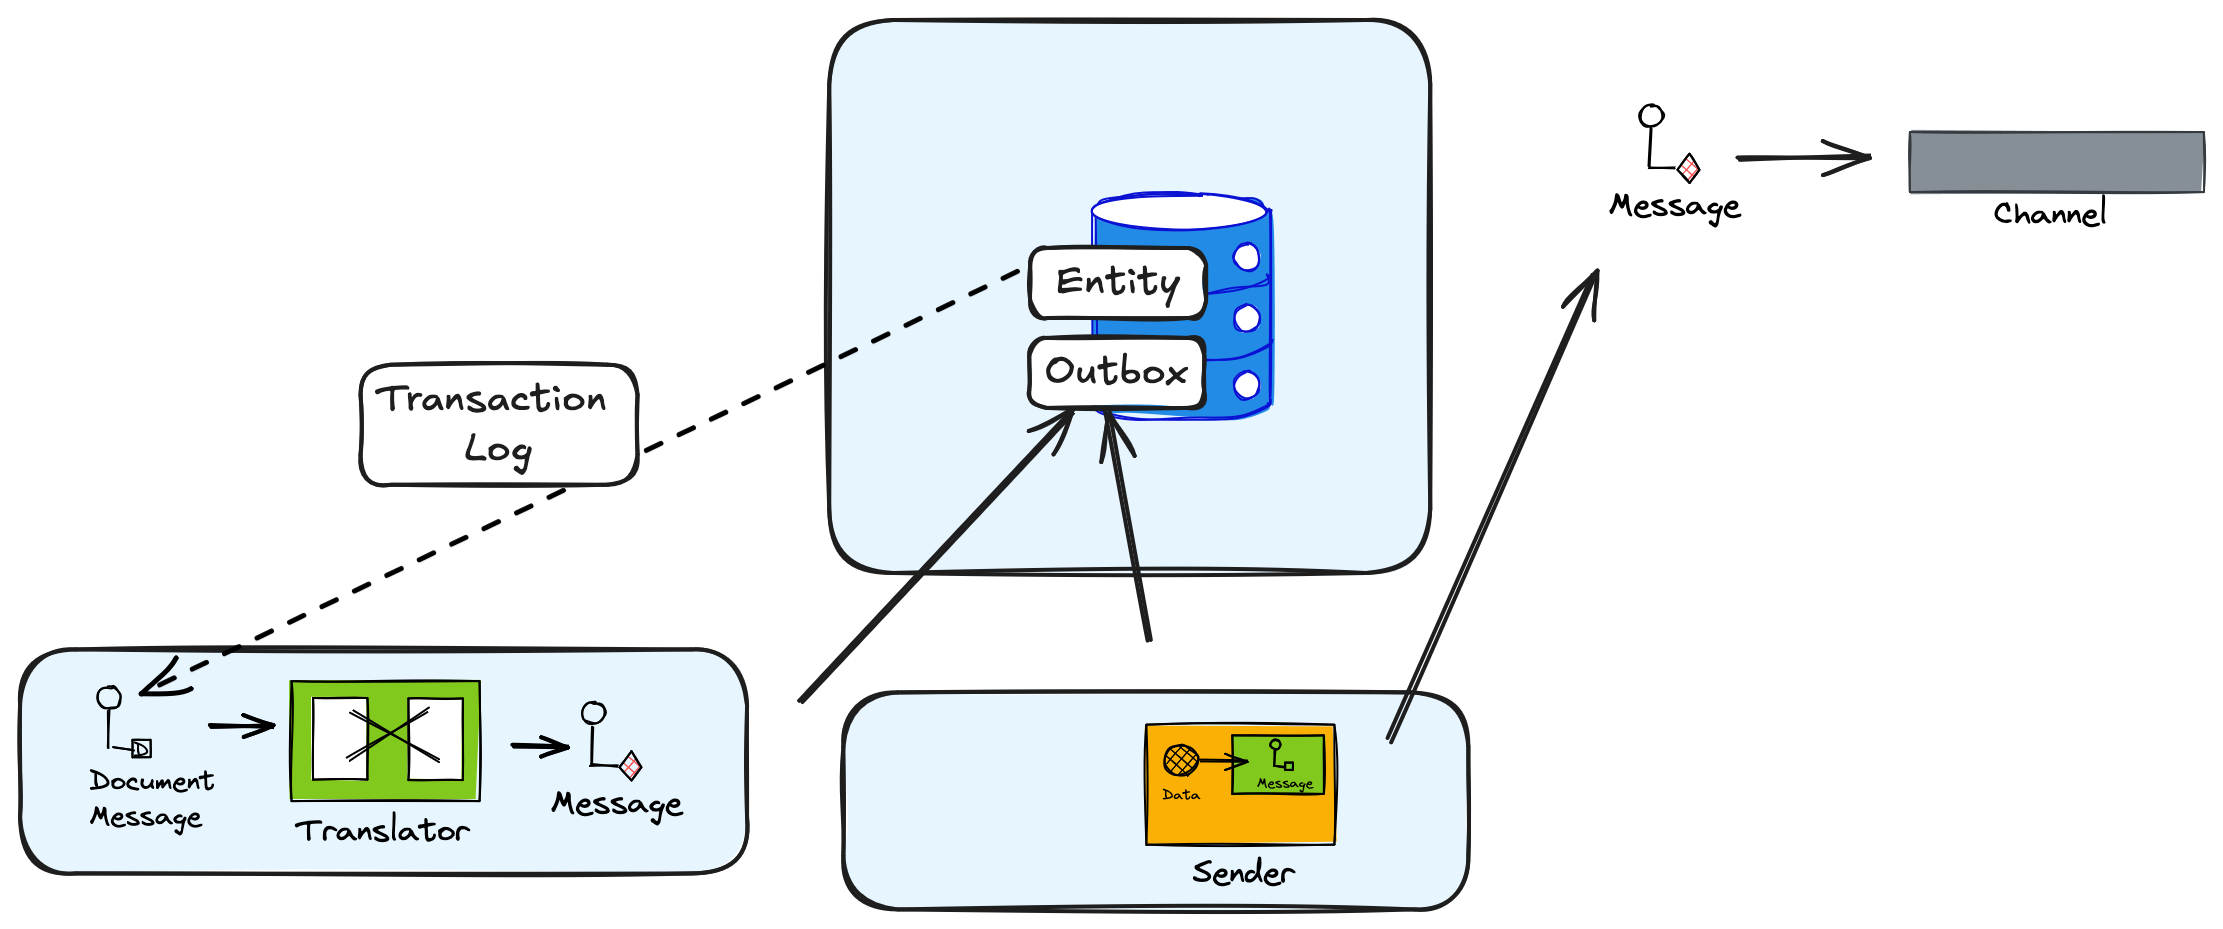 Message
Channel
Entity
Outbox
Transaction
Log
Document
Message
Translator
Message
Data
Message
Sender
D